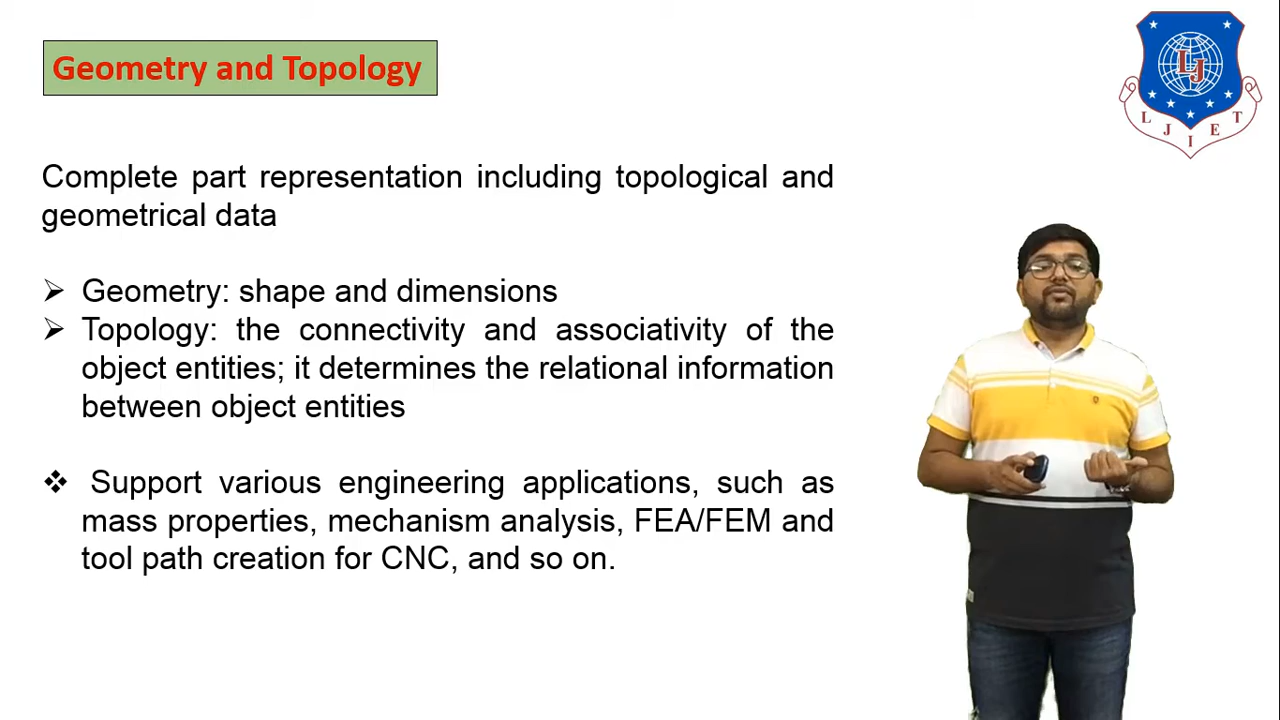 Geometry and Topology
LJ
L J I E T
Complete part representation including topological and
geometrical data
➢ Geometry: shape and dimensions
➢ Topology: the connectivity and associativity of the
object entities; it determines the relational information
between object entities
❖ Support various engineering applications, such as
mass properties, mechanism analysis, FEA/FEM and
tool path creation for CNC, and so on.